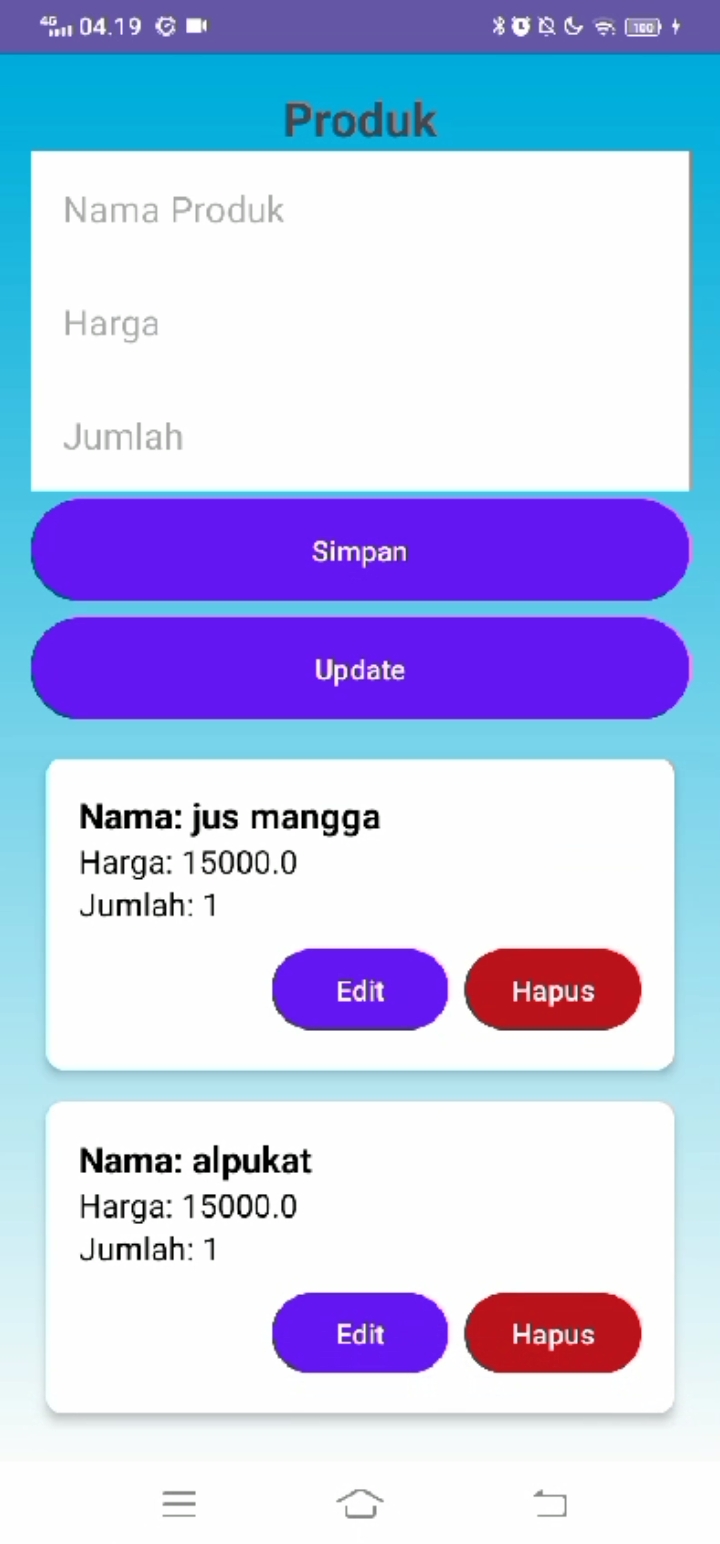 4G 04.19 100
Produk
Nama Produk
Harga
Jumlah
Simpan
Update
Nama: jus mangga
Harga: 15000.0
Jumlah: 1
Edit Hapus
Nama: alpukat
Harga: 15000.0
Jumlah: 1
Edit Hapus